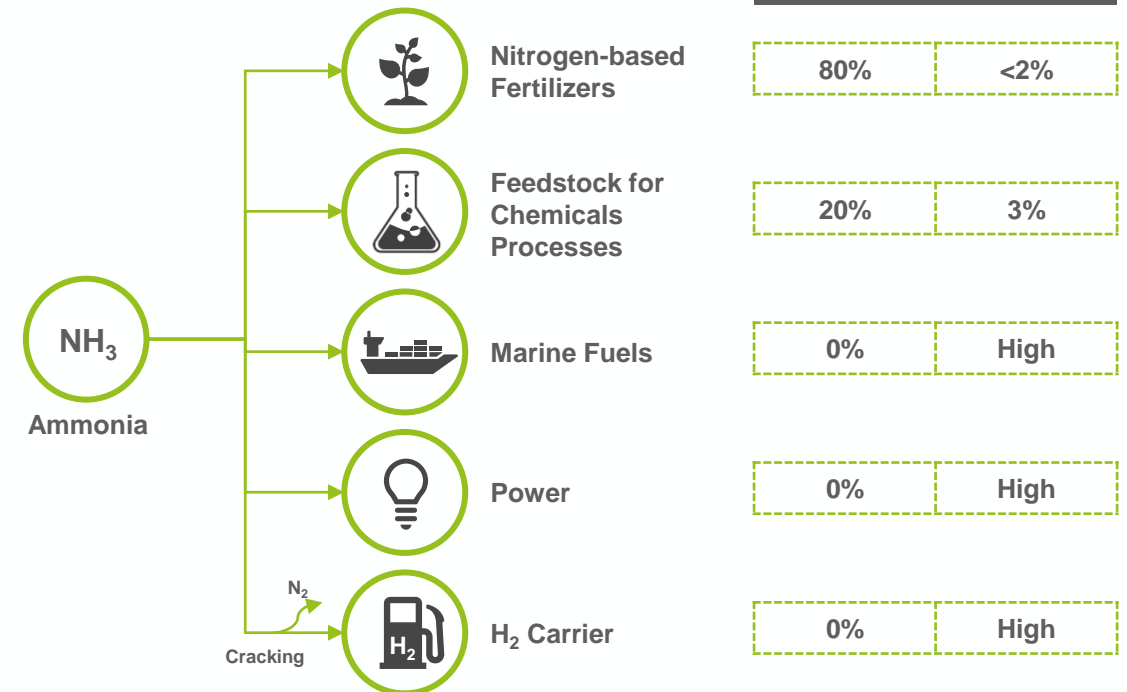 Nitrogen-based
Fertilizers
80% <2%
Feedstock for
Chemicals
Processes
20% 3%
NH₃
Ammonia
Marine Fuels
0% High
Power
0% High
N₂
Cracking
H₂
H₂ Carrier
0% High